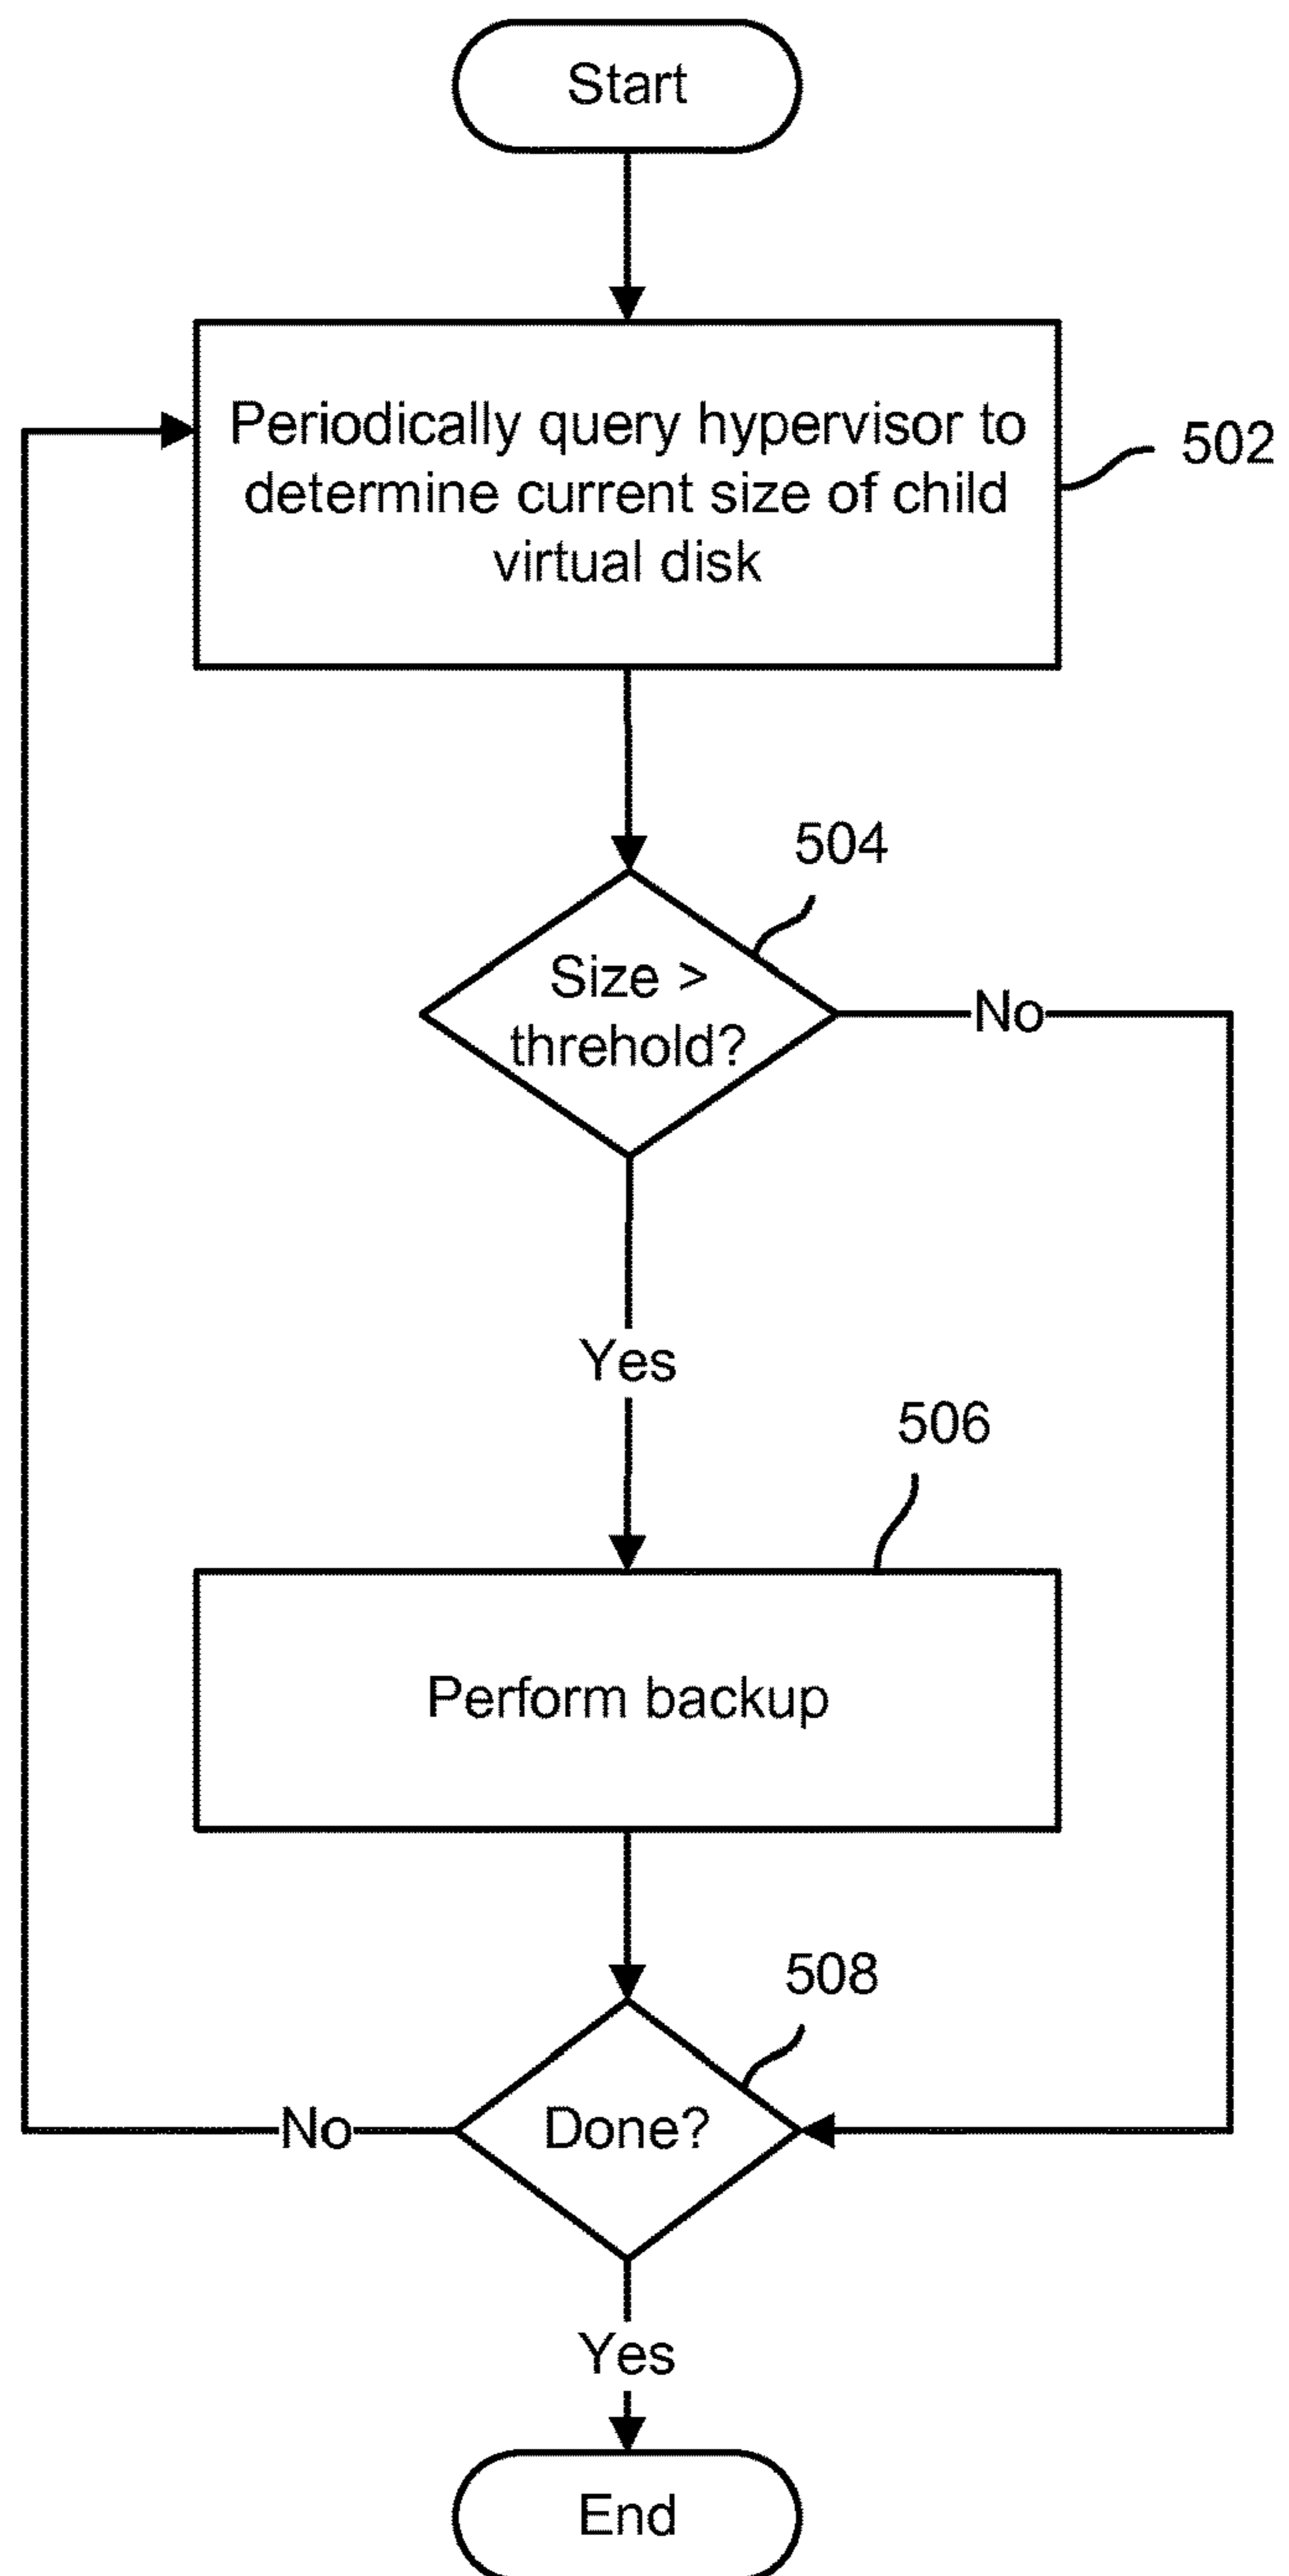 Start
Periodically query hypervisor to
determine current size of child
virtual disk
502
504
Size >
threhold?
No
Yes
506
Perform backup
508
Done?
No
Yes
End